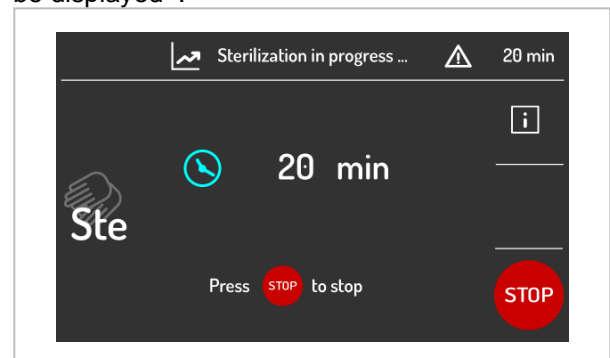 be displayed".
Sterilization in progress ... 20 min
i
20 min
Ste
Press STOP to stop
STOP